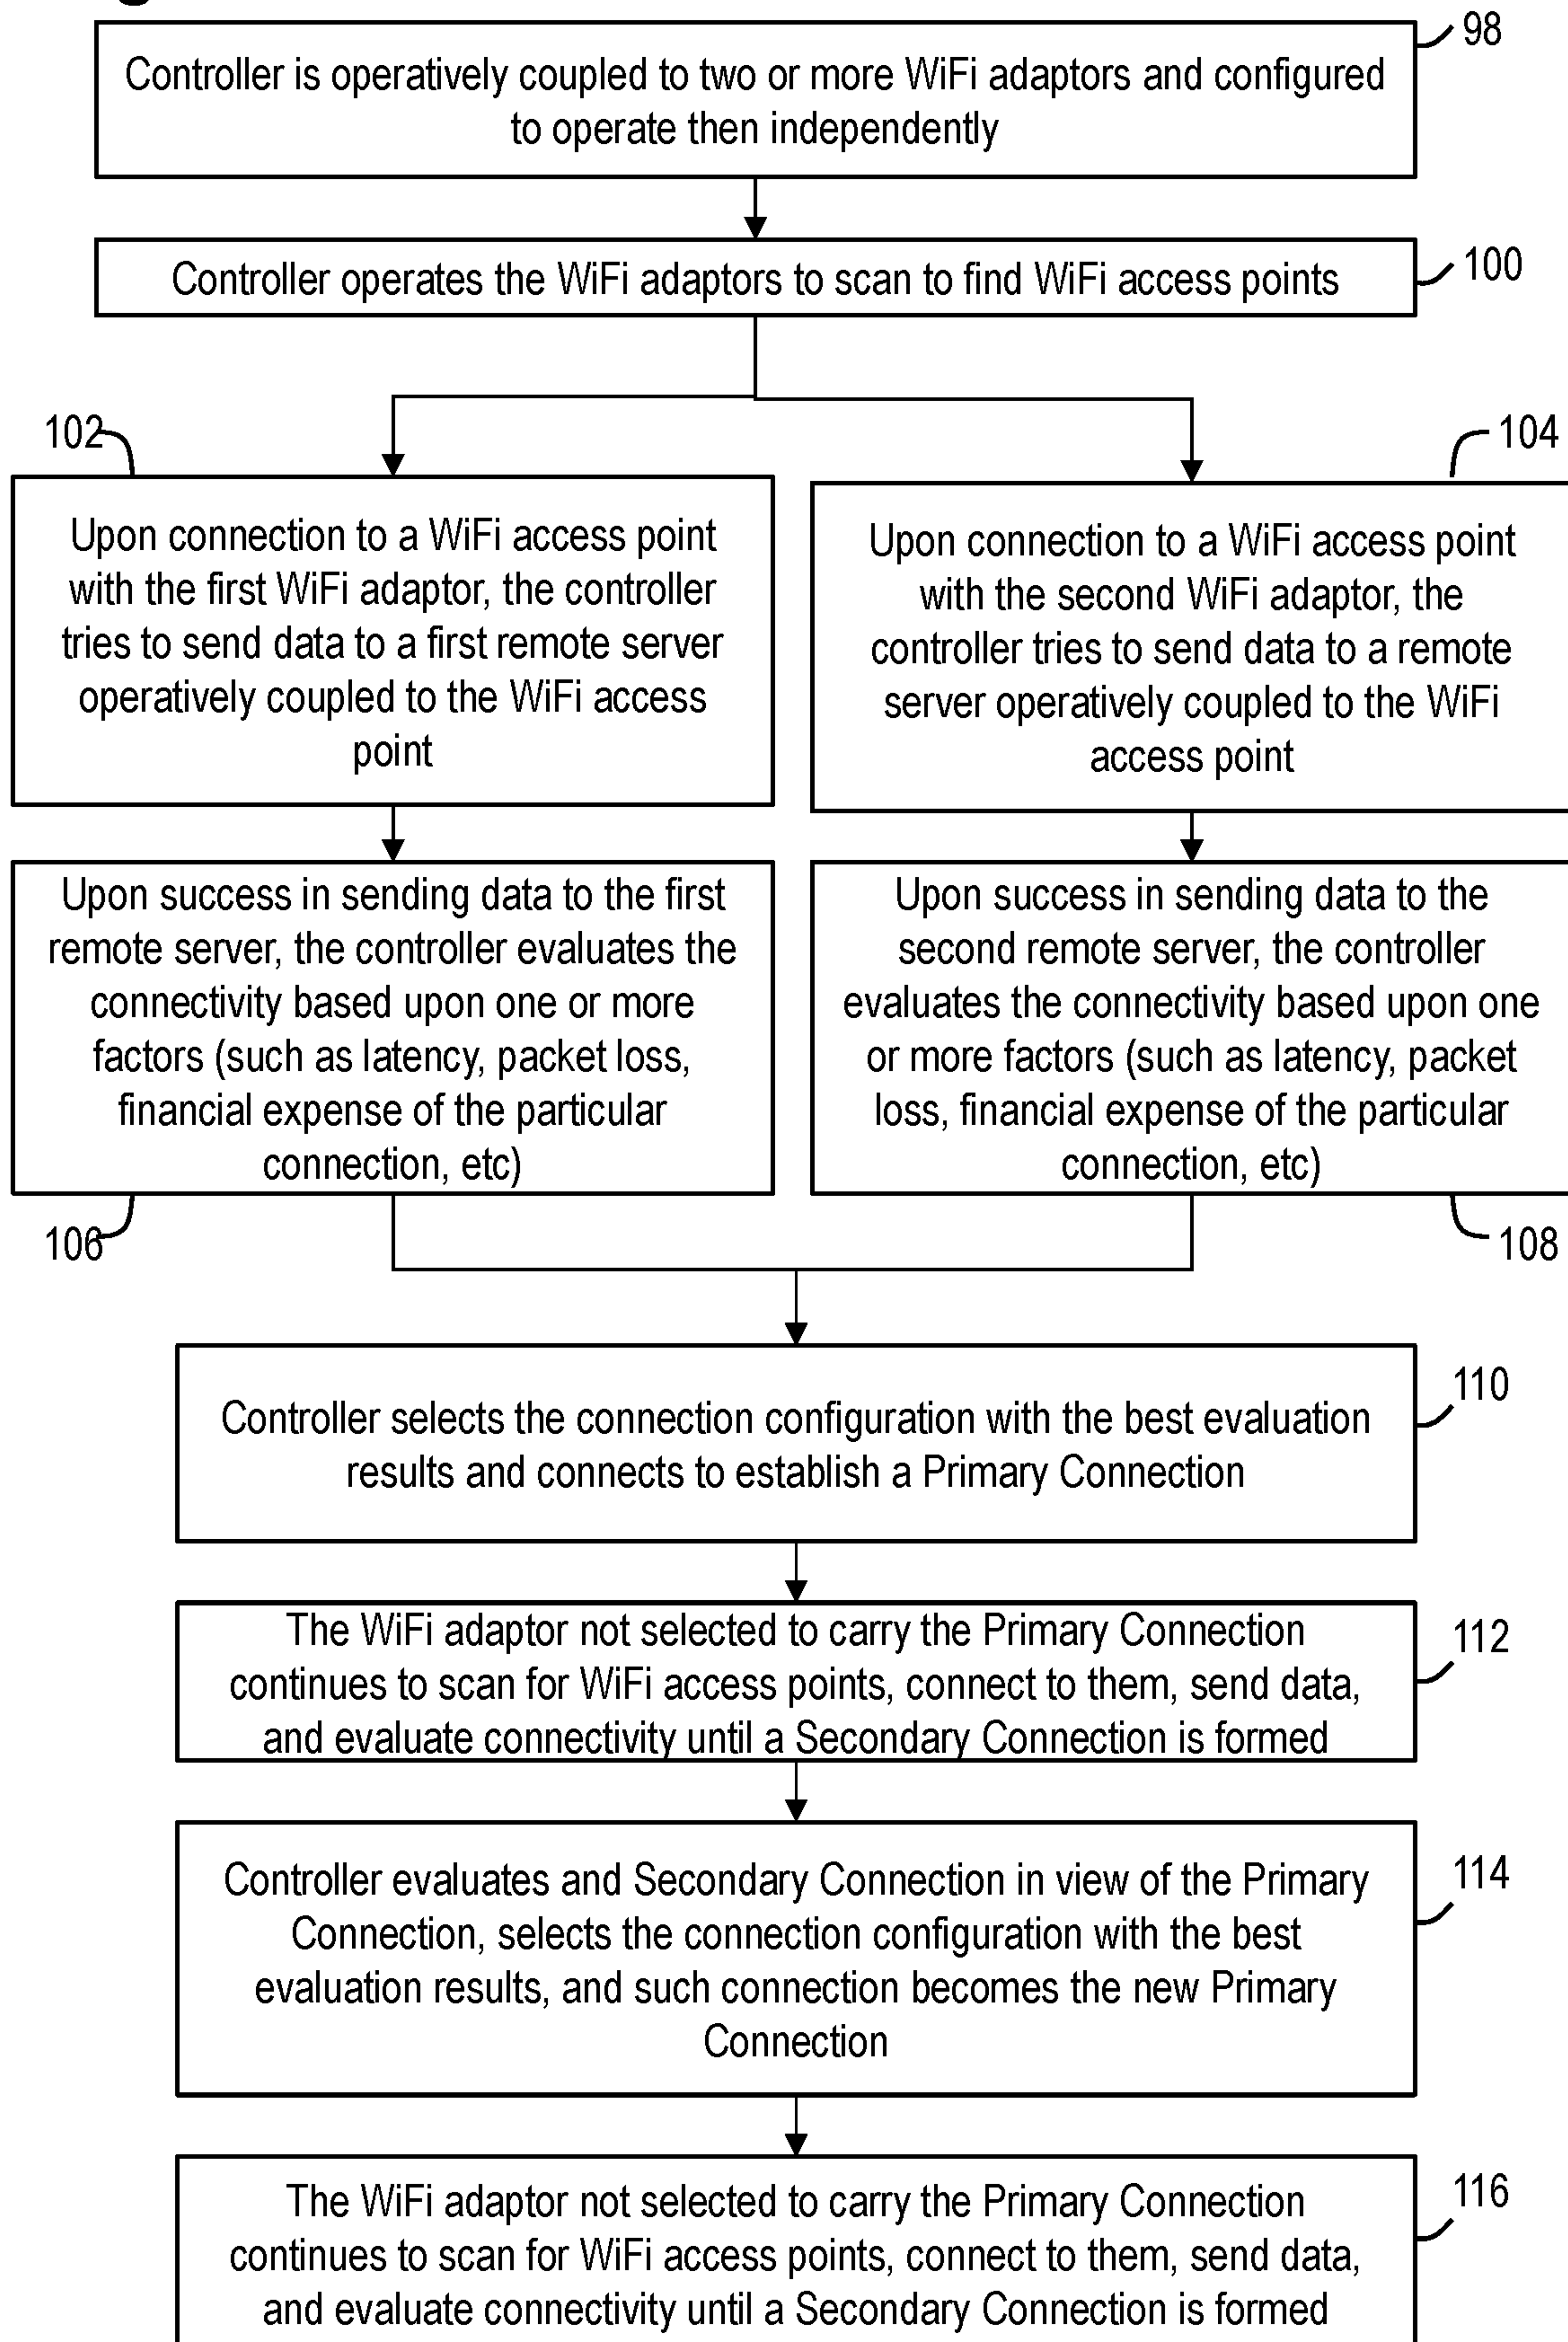 98
Controller is operatively coupled to two or more WiFi adaptors and configured
to operate then independently
100
Controller operates the WiFi adaptors to scan to find WiFi access points
102
Upon connection to a WiFi access point
with the first WiFi adaptor, the controller
tries to send data to a first remote server
operatively coupled to the WiFi access
point
104
Upon connection to a WiFi access point
with the second WiFi adaptor, the
controller tries to send data to a remote
server operatively coupled to the WiFi
access point
Upon success in sending data to the first
remote server, the controller evaluates the
connectivity based upon one or more
factors (such as latency, packet loss,
financial expense of the particular
connection, etc)
106
Upon success in sending data to the
second remote server, the controller
evaluates the connectivity based upon one
or more factors (such as latency, packet
loss, financial expense of the particular
connection, etc)
108
110
Controller selects the connection configuration with the best evaluation
results and connects to establish a Primary Connection
112
The WiFi adaptor not selected to carry the Primary Connection
continues to scan for WiFi access points, connect to them, send data,
and evaluate connectivity until a Secondary Connection is formed
114
Controller evaluates and Secondary Connection in view of the Primary
Connection, selects the connection configuration with the best
evaluation results, and such connection becomes the new Primary
Connection
116
The WiFi adaptor not selected to carry the Primary Connection
continues to scan for WiFi access points, connect to them, send data,
and evaluate connectivity until a Secondary Connection is formed